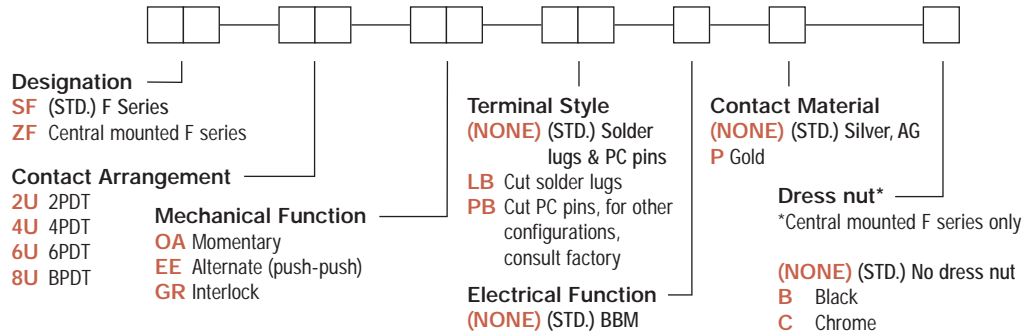 Designation
SF (STD.) F Series
ZF Central mounted F series
Contact Arrangement
2U 2PDT
4U 4PDT
6U 6PDT
8U BPDT
Mechanical Function
OA Momentary
EE Alternate (push-push)
GR Interlock
Terminal Style
(NONE) (STD.) Solder
lugs & PC pins
LB Cut solder lugs
PB Cut PC pins, for other
configurations,
consult factory
Electrical Function
(NONE) (STD.) BBM
Contact Material
(NONE) (STD.) Silver, AG
P Gold
Dress nut*
*Central mounted F series only
(NONE) (STD.) No dress nut
B Black
C Chrome